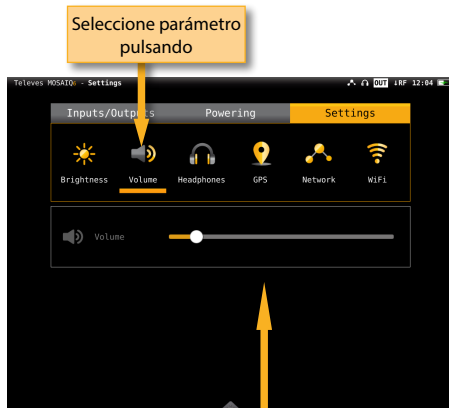 Seleccione parámetro
pulsando
Televes MOSAIQ6 - Settings OUT ↓RF 12:04
Inputs/Outputs Powering Settings
Brightness Volume Headphones GPS Network WiFi
Volume